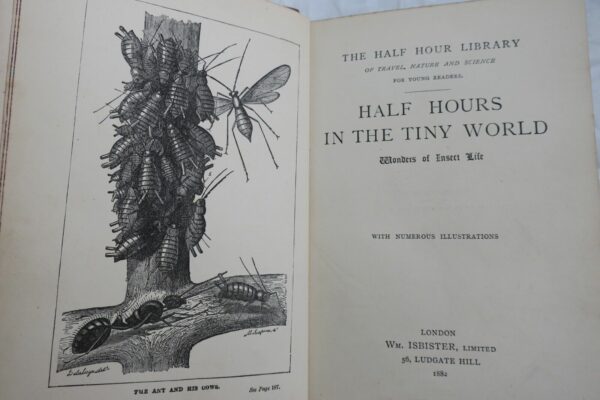 THE ANT AND HIS COWS.
See Page 187.
THE HALF HOUR LIBRARY
OF TRAVEL, NATURE AND SCIENCE
FOR YOUNG READERS.
HALF HOURS
IN THE TINY WORLD
Wonders of Insect Life
WITH NUMEROUS ILLUSTRATIONS
LONDON
WM. ISBISTER, LIMITED
56, LUDGATE HILL
1882